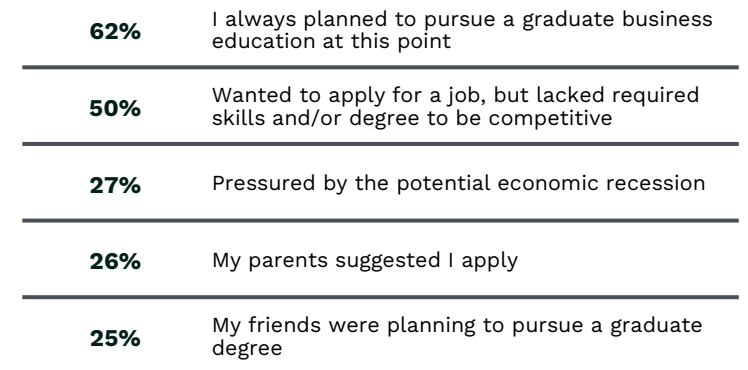 62%
I always planned to pursue a graduate business
education at this point
50%
Wanted to apply for a job, but lacked required
skills and/or degree to be competitive
27%
Pressured by the potential economic recession
26%
My parents suggested I apply
25%
My friends were planning to pursue a graduate
degree